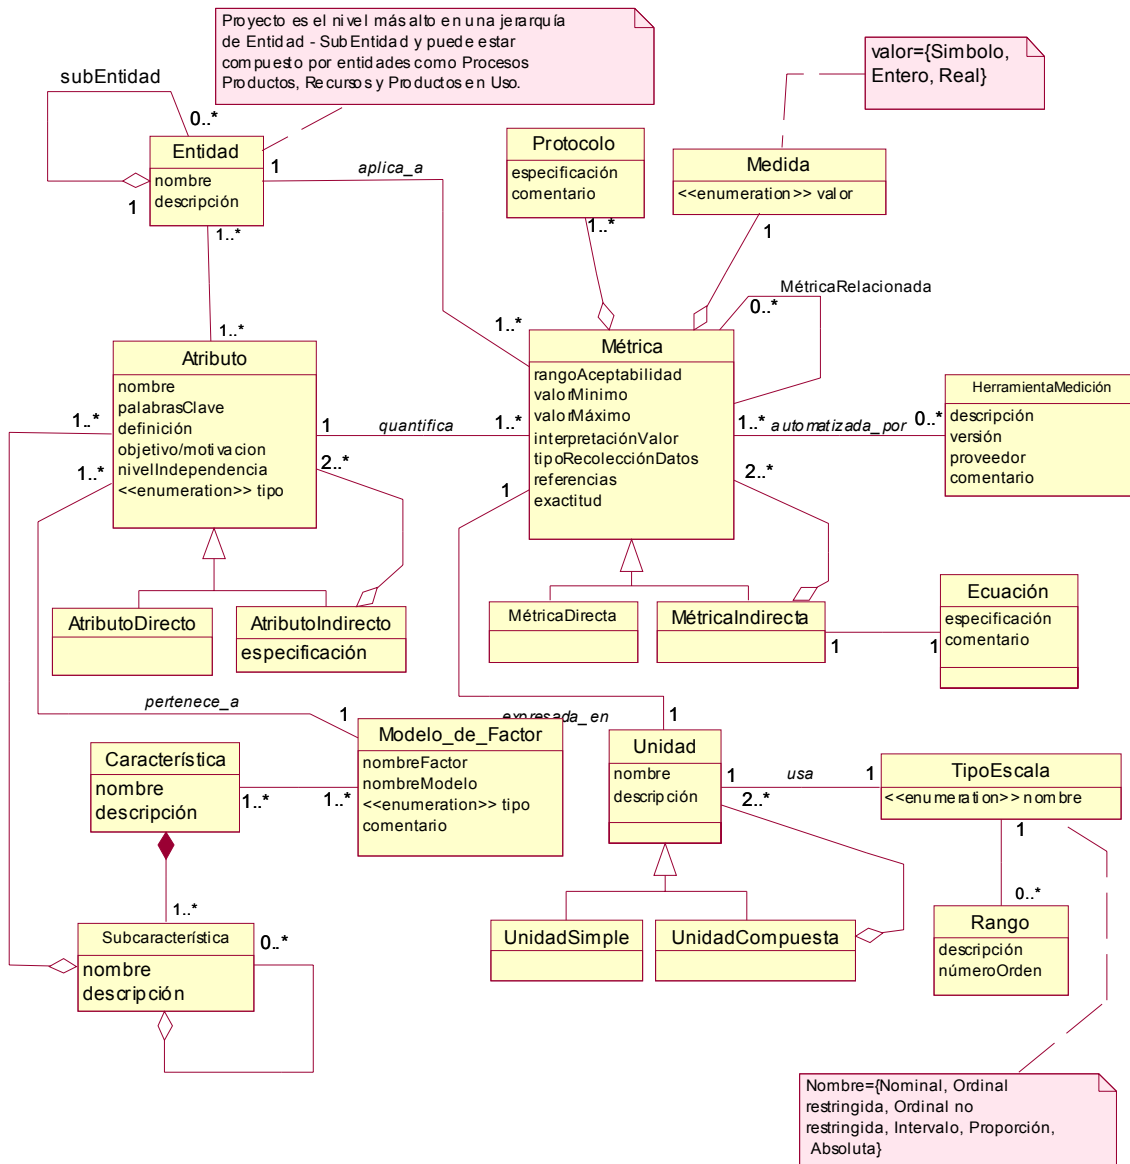 Proyecto es el nivel más alto en una jerarquía
de Entidad - SubEntidad y puede estar
compuesto por entidades como Procesos
Productos, Recursos y Productos en Uso.
valor={Simbolo,
Entero, Real}
subEntidad
0..*
Entidad
nombre
descripción
1
1
1..*
aplica_a
Protocolo
especificación
comentario
1..*
Medida
<<enumeration>> valor
1
MétricaRelacionada
0..*
1..*
1..*
Atributo
nombre
palabrasClave
definición
objetivo/motivacion
nivelIndependencia
<<enumeration>> tipo
1..*
1..*
1
quantifica
1..*
2..*
Métrica
rangoAceptabilidad
valorMinimo
valorMáximo
interpretaciónValor
tipoRecolecciónDatos
referencias
exactitud
1..*
automatizada_por
0..*
2..*
1
HerramientaMedición
descripción
versión
proveedor
comentario
AtributoDirecto
AtributoIndirecto
especificación
MétricaDirecta
MétricaIndirecta
1
1
Ecuación
especificación
comentario
pertenece_a
1
expresada_en
1
Característica
nombre
descripción
1..*
1..*
Modelo_de_Factor
nombreFactor
nombreModelo
<<enumeration>> tipo
comentario
Unidad
nombre
descripción
1
usa
1
2..*
TipoEscala
<<enumeration>> nombre
1
0..*
1..*
Subcaracterística
nombre
descripción
0..*
UnidadSimple
UnidadCompuesta
Rango
descripción
númeroOrden
Nombre={Nominal, Ordinal
restringida, Ordinal no
restringida, Intervalo, Proporción,
Absoluta}